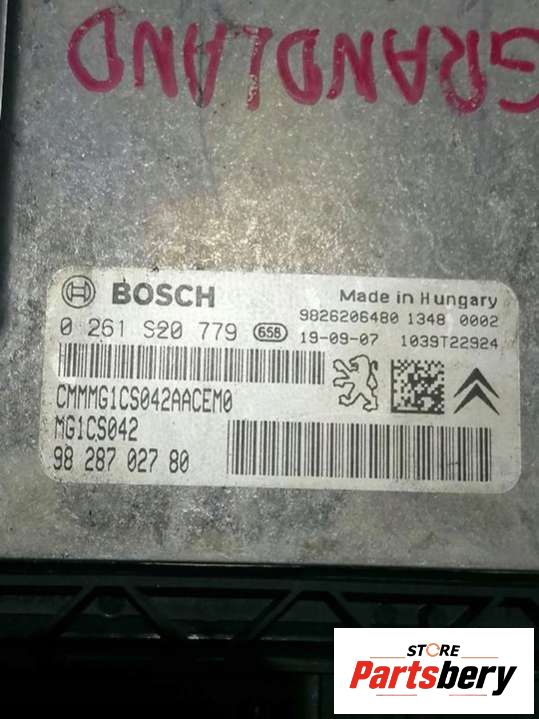 GRANDLAND
BOSCH
Made in Hungary
9826206480 1348 0002
0 261 S20 779 65B 19-09-07 1039T22924
CMMMG1CS042AACEM0
MG1CS042
98 287 027 80
STORE
Partsbery